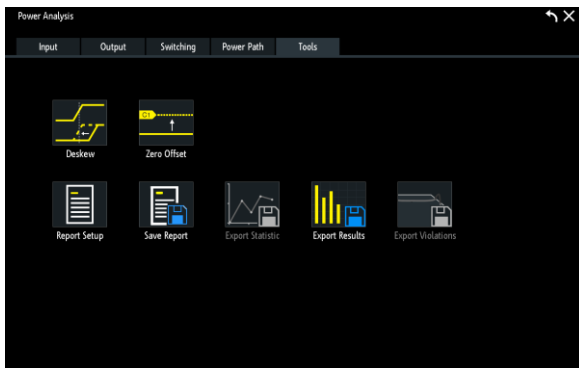 Power Analysis
Input Output Switching Power Path Tools
C1
Deskew Zero Offset
Report Setup Save Report Export Statistic Export Results Export Violations